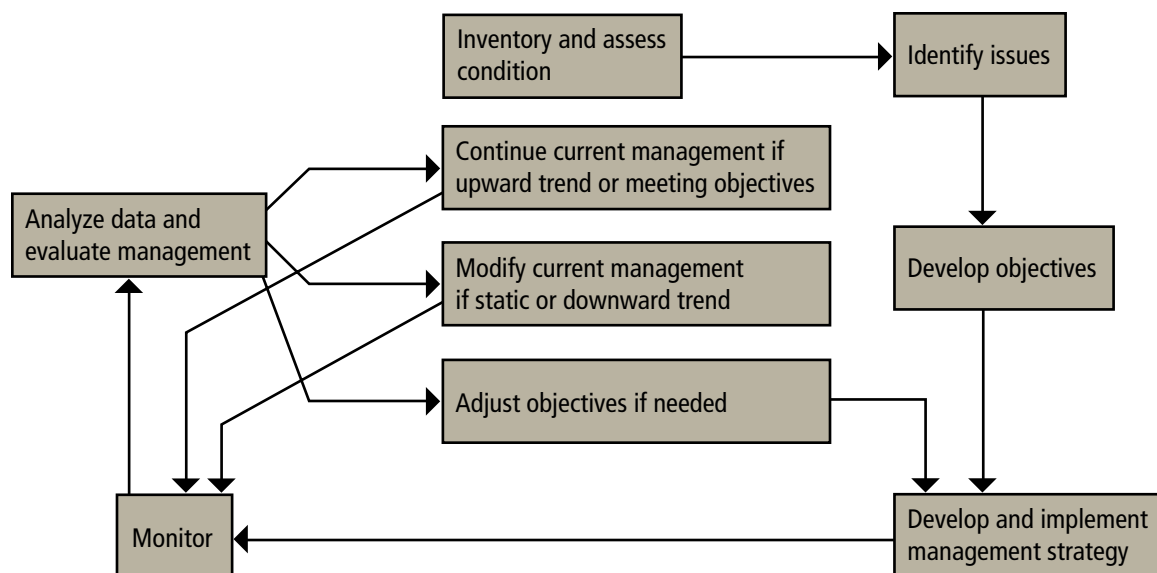 Inventory and assess
condition
Identify issues
Continue current management if
upward trend or meeting objectives
Analyze data and
evaluate management
Modify current management
if static or downward trend
Develop objectives
Adjust objectives if needed
Monitor
Develop and implement
management strategy